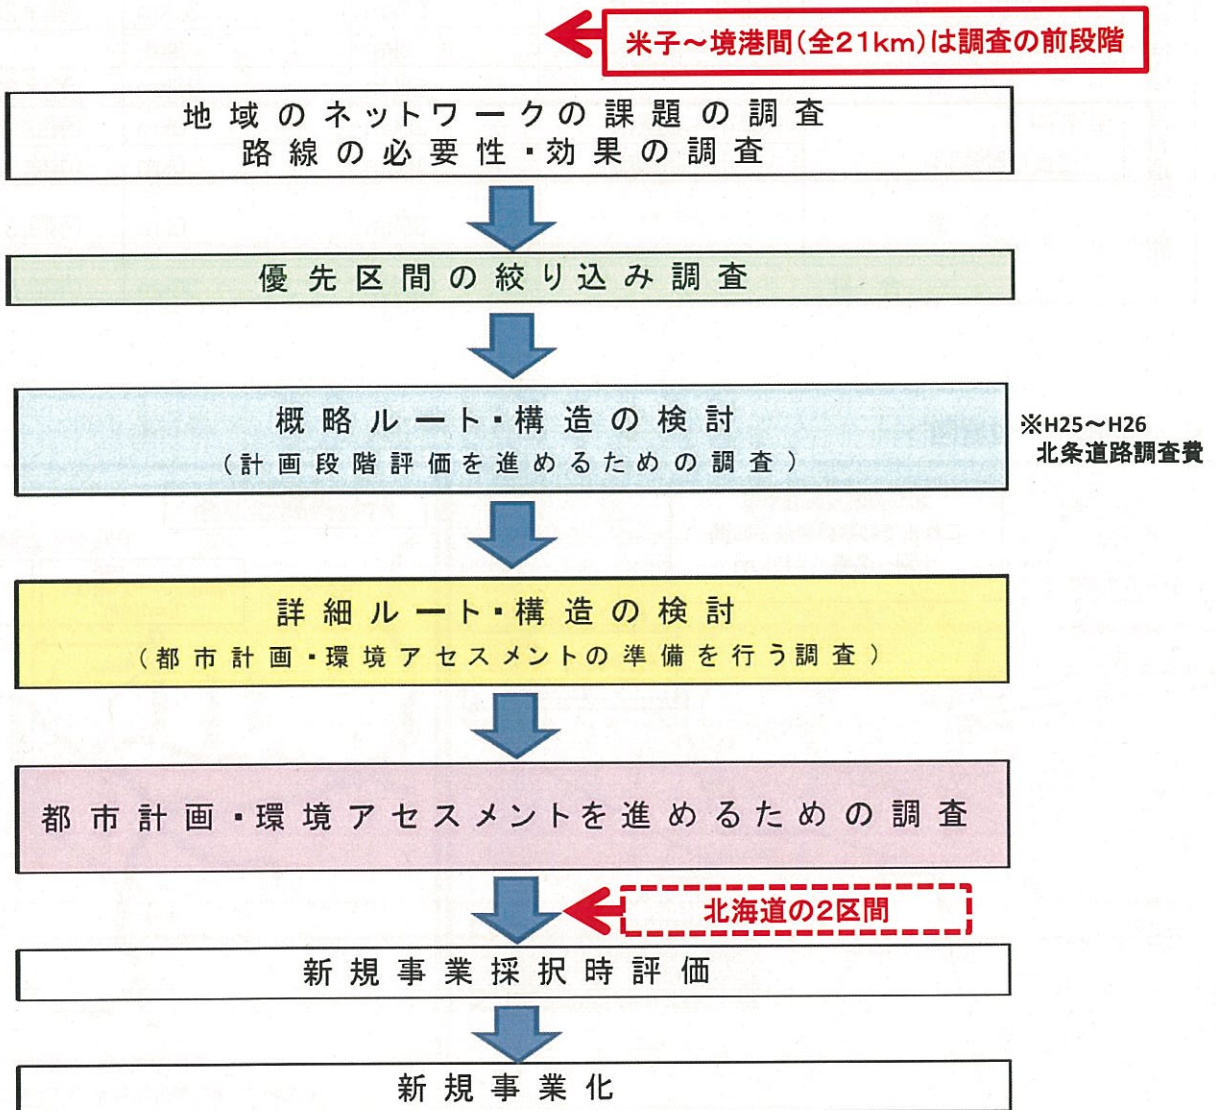 米子～境港間(全21km)は調査の前段階
地域のネットワークの課題の調査
路線の必要性・効果の調査
優先区間の絞り込み調査
概略ルート・構造の検討
(計画段階評価を進めるための調査)
※H25～H26
北条道路調査費
詳細ルート・構造の検討
(都市計画・環境アセスメントの準備を行う調査)
都市計画・環境アセスメントを進めるための調査
北海道の2区間
新規事業採択時評価
新規事業化